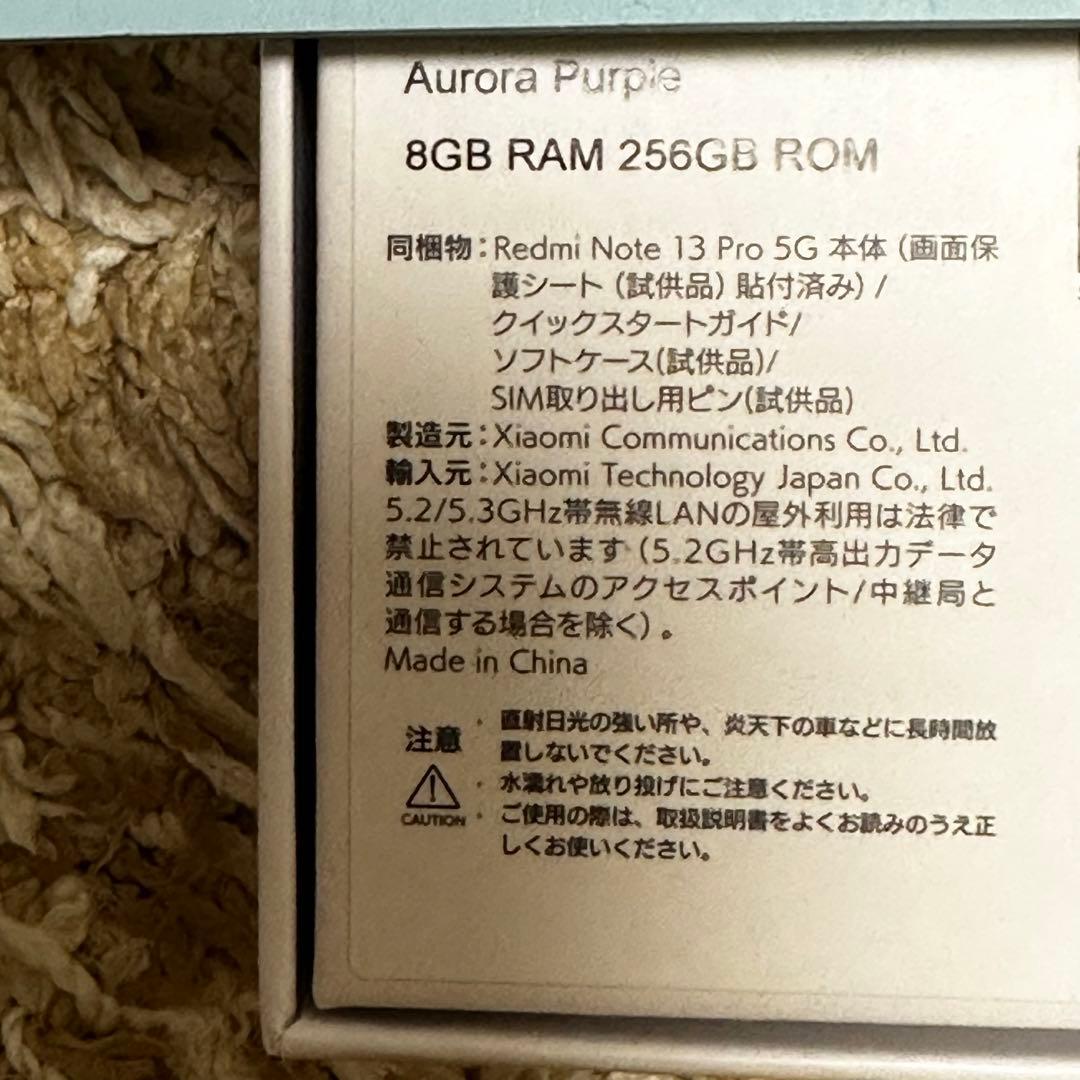 Aurora Purple
8GB RAM 256GB ROM
同梱物：Redmi Note 13 Pro 5G 本体（画面保
護シート（試供品）貼付済み）/
クイックスタートガイド/
ソフトケース(試供品)/
SIM取り出し用ピン(試供品)
製造元：Xiaomi Communications Co., Ltd.
輸入元：Xiaomi Technology Japan Co., Ltd.
5.2/5.3GHz帯無線LANの屋外利用は法律で
禁止されています（5.2GHz帯高出力データ
通信システムのアクセスポイント/中継局と
通信する場合を除く）。
Made in China
注意
CAUTION
・直射日光の強い所や、炎天下の車などに長時間放
置しないでください。
・水濡れや放り投げにご注意ください。
・ご使用の際は、取扱説明書をよくお読みのうえ正
しくお使いください。